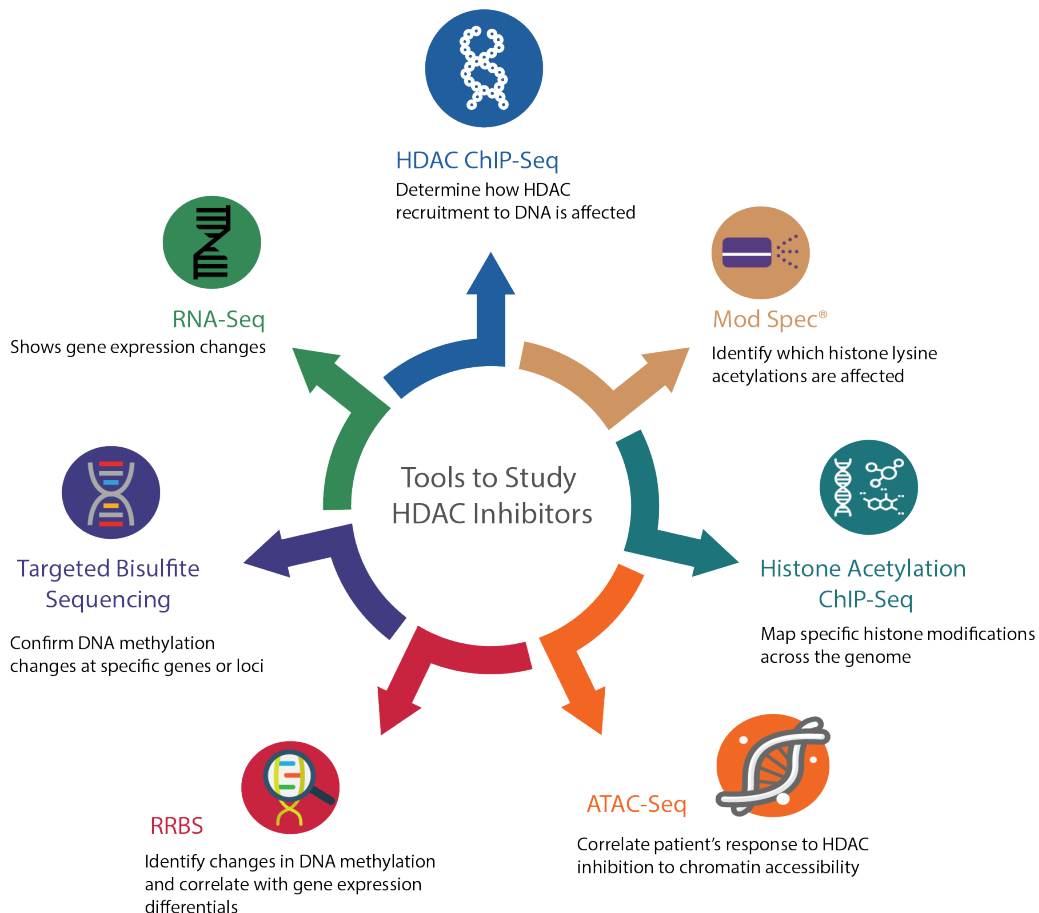 HDAC ChIP-Seq
Determine how HDAC
recruitment to DNA is affected
Mod Spec®
Identify which histone lysine
acetylations are affected
Histone Acetylation
ChIP-Seq
Map specific histone modifications
across the genome
ATAC-Seq
Correlate patient's response to HDAC
inhibition to chromatin accessibility
RRBS
Identify changes in DNA methylation
and correlate with gene expression
differentials
Targeted Bisulfite
Sequencing
Confirm DNA methylation
changes at specific genes or loci
RNA-Seq
Shows gene expression changes
Tools to Study
HDAC Inhibitors